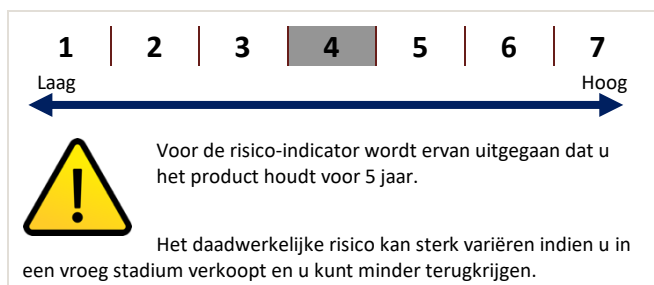 1 2 3 4 5 6 7
Laag Hoog
Voor de risico-indicator wordt ervan uitgegaan dat u
het product houdt voor 5 jaar.
Het daadwerkelijke risico kan sterk variëren indien u in
een vroeg stadium verkoopt en u kunt minder terugkrijgen.